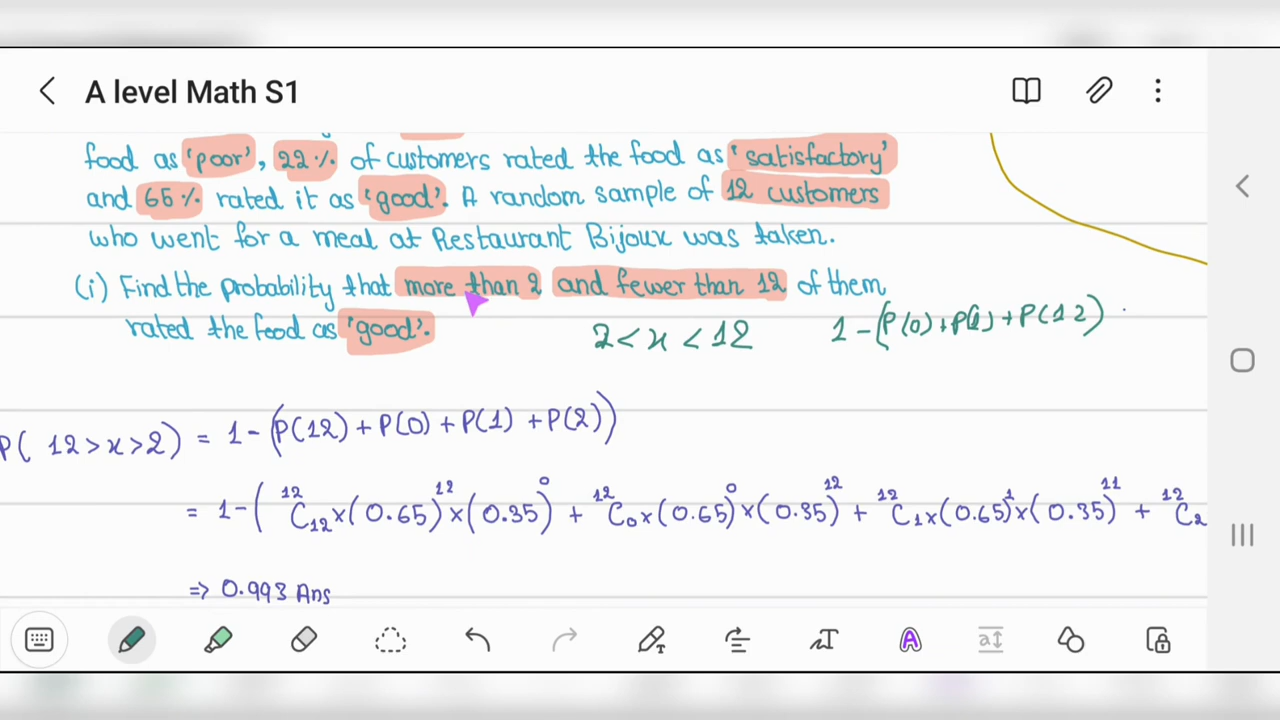 A level Math S1
food as 'poor', 22% of customers rated the food as 'satisfactory'
and 65% rated it as 'good'. A random sample of 12 customers
who went for a meal at Restaurant Bijoux was taken.
(i) Find the probability that more than 2 and fewer than 12 of them
rated the food as 'good'.
2 < x < 12
1 - (P(0) + P(1) + P(12)
P( 12 > x > 2) = 1 - (P(12) + P(0) + P(1) + P(2))
= 1 - ( ¹²C₁₂ × (0.65)¹² × (0.35)⁰ + ¹²C₀ × (0.65)⁰ × (0.35)¹² + ¹²C₁ × (0.65)¹ × (0.35)¹¹ + ¹²C₂
=> 0.993 Ans